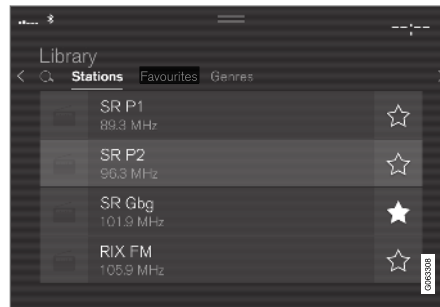 --:--
Library
Stations Favourites Genres
SR P1
89.3 MHz
SR P2
96.3 MHz
SR Gbg
101.9 MHz
RIX FM
105.9 MHz
G063308